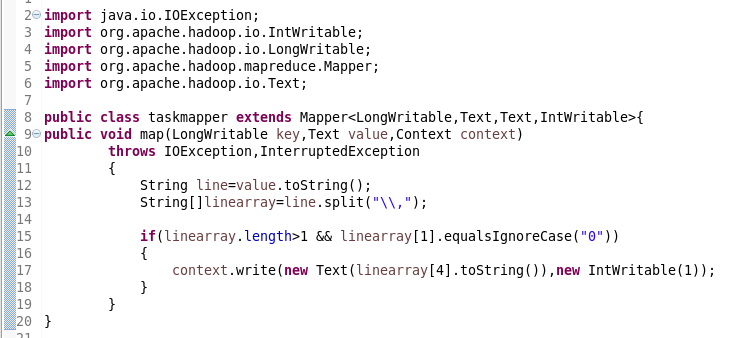 2 import java.io.IOException;
3 import org.apache.hadoop.io.IntWritable;
4 import org.apache.hadoop.io.LongWritable;
5 import org.apache.hadoop.mapreduce.Mapper;
6 import org.apache.hadoop.io.Text;
7
8 public class taskmapper extends Mapper<LongWritable,Text,Text,IntWritable>{
9 public void map(LongWritable key,Text value,Context context)
10 throws IOException,InterruptedException
11 {
12 String line=value.toString();
13 String[]linearray=line.split("\\,");
14
15 if(linearray.length>1 && linearray[1].equalsIgnoreCase("0"))
16 {
17 context.write(new Text(linearray[4].toString()),new IntWritable(1));
18 }
19 }
20 }